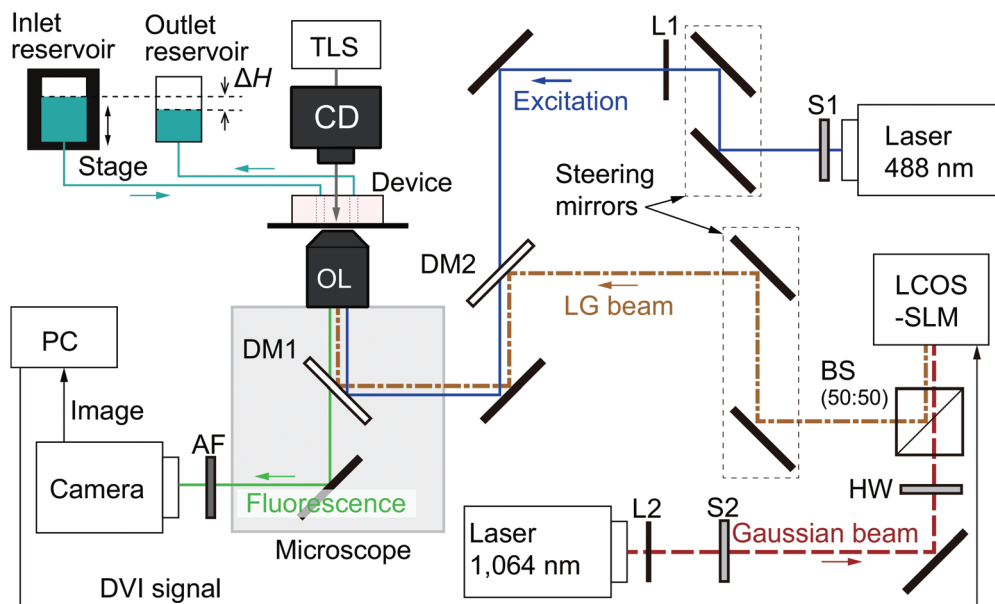 Inlet
reservoir
Outlet
reservoir
ΔH
Stage
TLS
CD
Device
OL
L1
Excitation
S1
Laser
488 nm
Steering
mirrors
DM2
LG beam
LCOS
-SLM
BS
(50:50)
HW
PC
Image
DM1
AF
Camera
Fluorescence
Microscope
DVI signal
Laser
1,064 nm
L2
S2
Gaussian beam